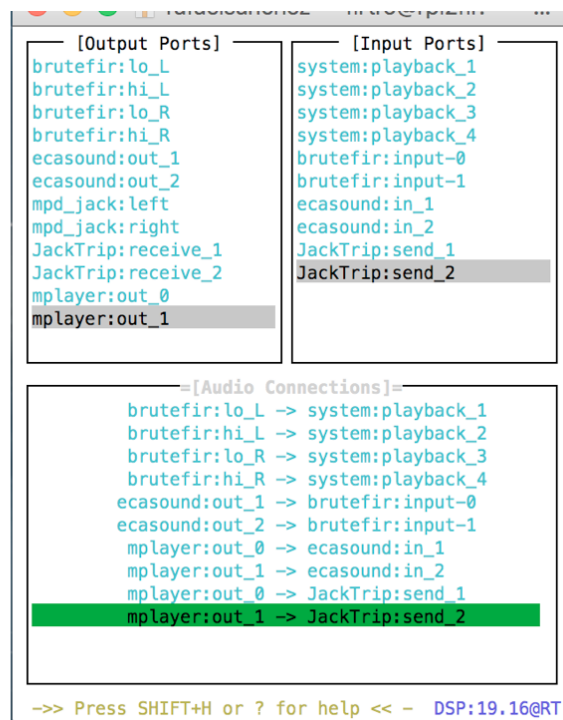 [Output Ports]
brutefir:lo_L
brutefir:hi_L
brutefir:lo_R
brutefir:hi_R
ecasound:out_1
ecasound:out_2
mpd_jack:left
mpd_jack:right
JackTrip:receive_1
JackTrip:receive_2
mplayer:out_0
mplayer:out_1
[Input Ports]
system:playback_1
system:playback_2
system:playback_3
system:playback_4
brutefir:input-0
brutefir:input-1
ecasound:in_1
ecasound:in_2
JackTrip:send_1
JackTrip:send_2
=[Audio Connections]=
brutefir:lo_L -> system:playback_1
brutefir:hi_L -> system:playback_2
brutefir:lo_R -> system:playback_3
brutefir:hi_R -> system:playback_4
ecasound:out_1 -> brutefir:input-0
ecasound:out_2 -> brutefir:input-1
mplayer:out_0 -> ecasound:in_1
mplayer:out_1 -> ecasound:in_2
mplayer:out_0 -> JackTrip:send_1
mplayer:out_1 -> JackTrip:send_2
->> Press SHIFT+H or ? for help << - DSP:19.16@RT